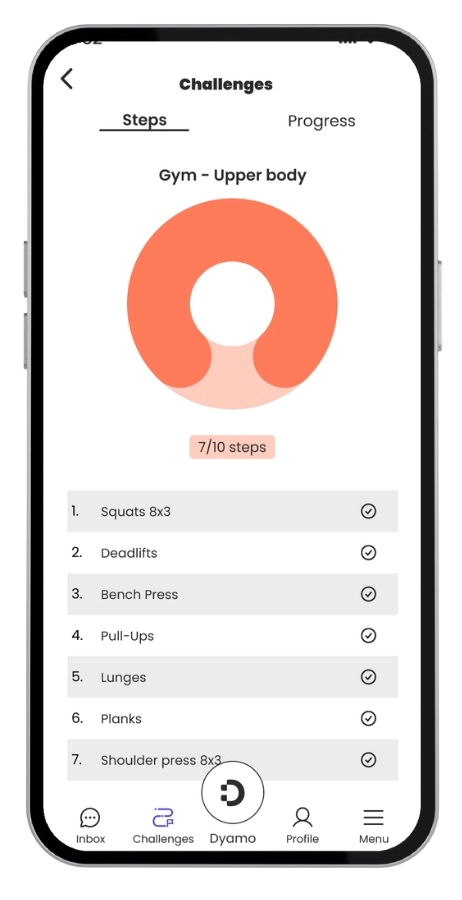 Challenges
Steps Progress
Gym - Upper body
7/10 steps
1. Squats 8x3
2. Deadlifts
3. Bench Press
4. Pull-Ups
5. Lunges
6. Planks
7. Shoulder press 8x3
Inbox Challenges Dyamo Profile Menu